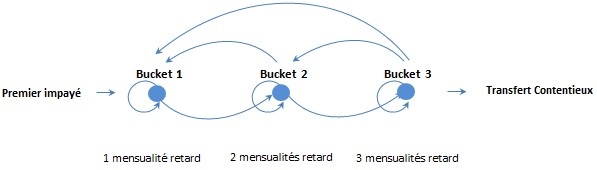 Bucket 1 Bucket 2 Bucket 3
Premier impayé Transfert Contentieux
1 mensualité retard 2 mensualités retard 3 mensualités retard